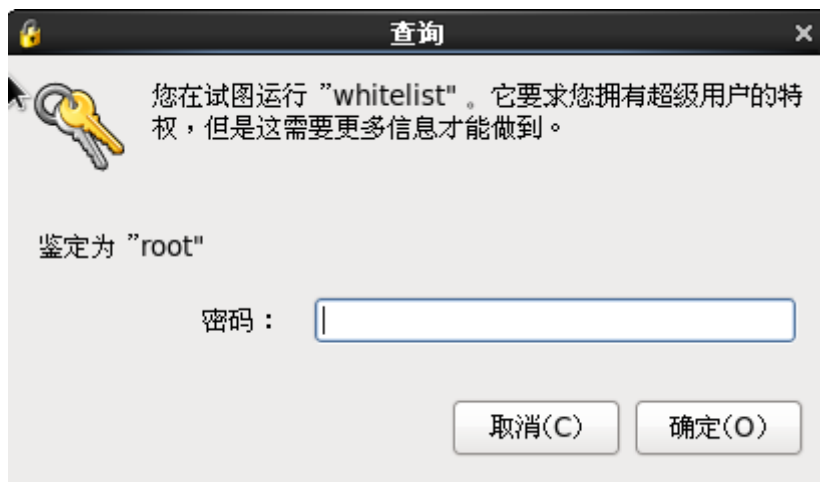 查询
您在试图运行 ”whitelist" 。它要求您拥有超级用户的特
权，但是这需要更多信息才能做到。
鉴定为 ”root"
密码：
取消(C)
确定(O)